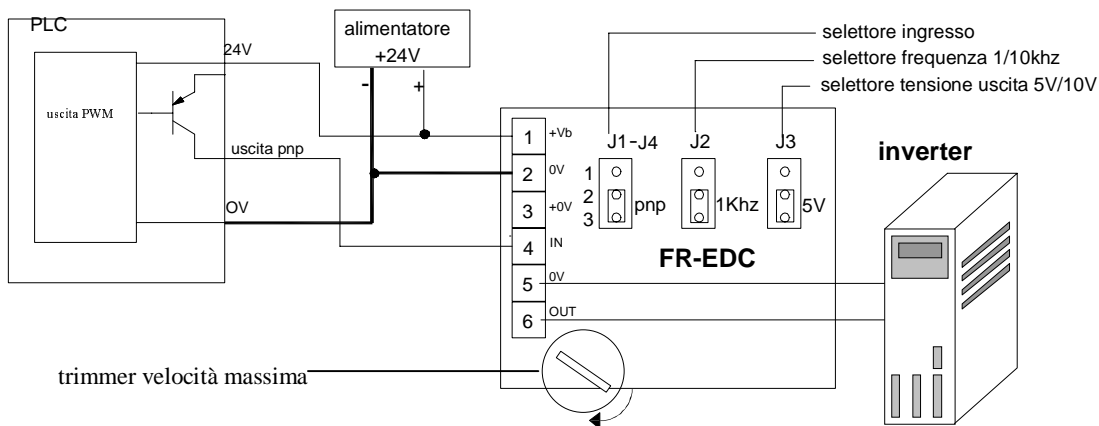 PLC
alimentatore
+24V
-
+
24V
uscita PWM
uscita pnp
OV
selettore ingresso
selettore frequenza 1/10khz
selettore tensione uscita 5V/10V
1 +Vb
2 0V
3 +0V
4 IN
5 0V
6 OUT
J1-J4
J2
J3
1
2
3
pnp
1Khz
5V
FR-EDC
inverter
trimmer velocità massima